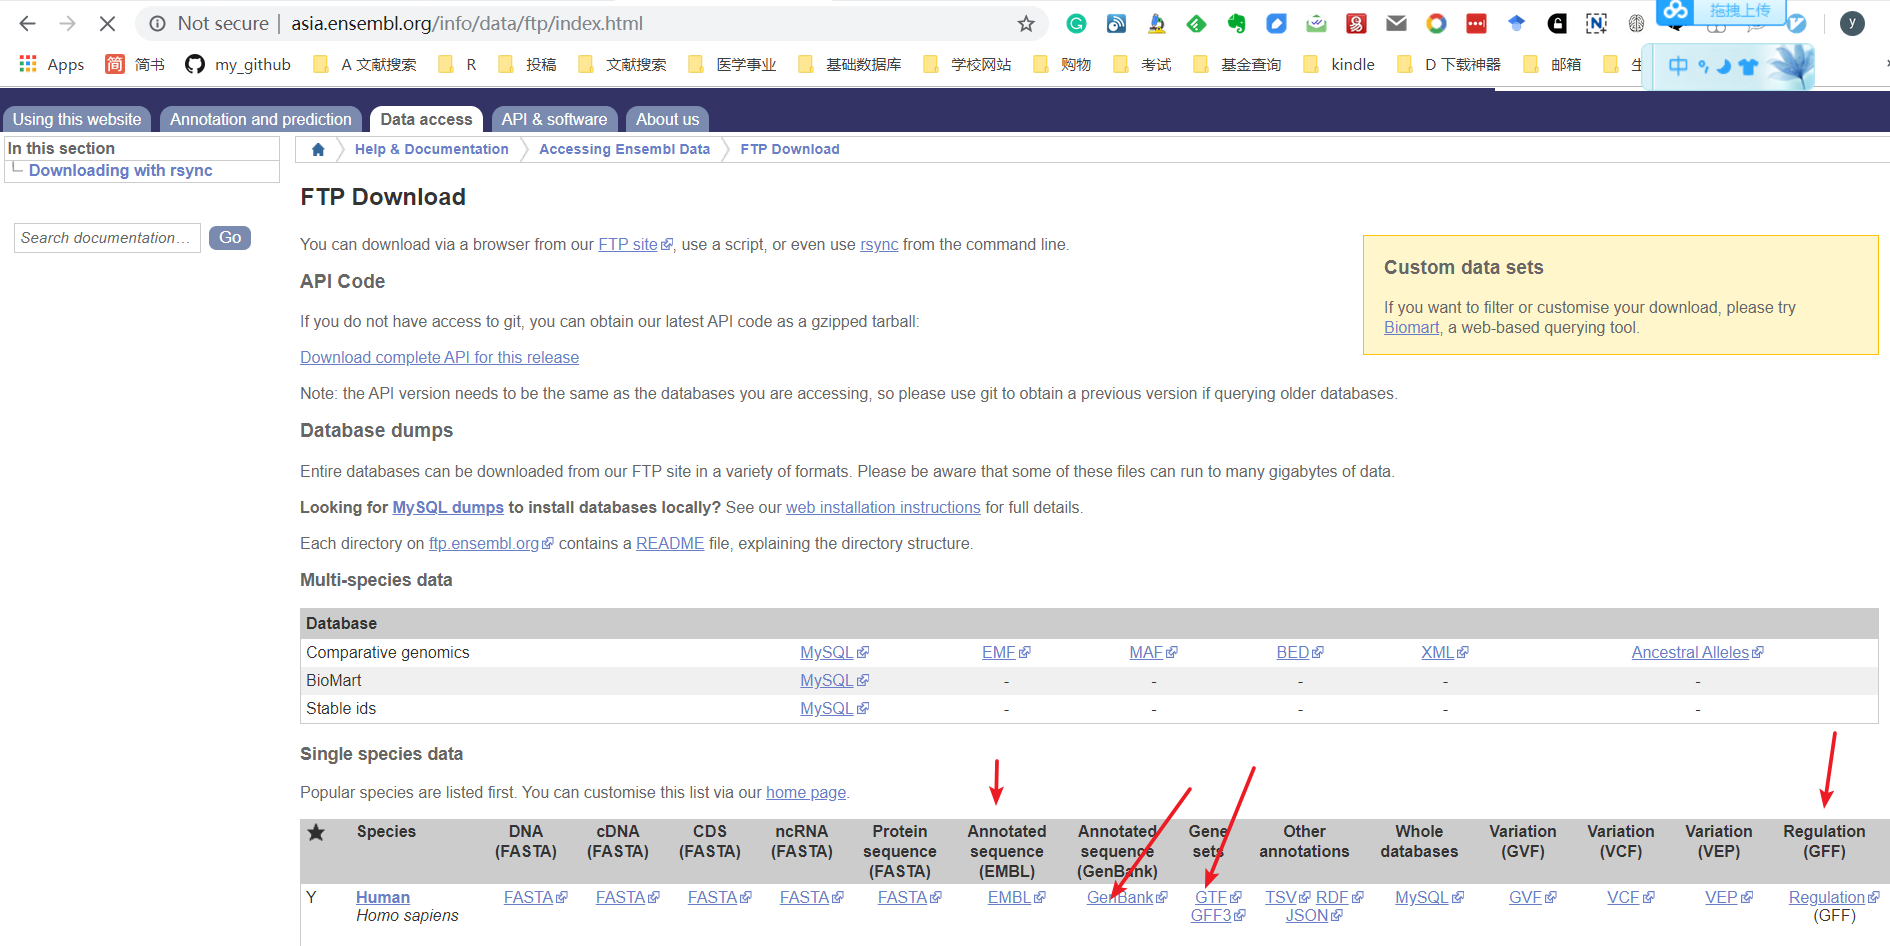 Not secure | asia.ensembl.org/info/data/ftp/index.html
拖拽上传
y
Apps 简 简书 my_github A 文献搜索 R 投稿 文献搜索 医学事业 基础数据库 学校网站 购物 考试 基金查询 kindle D 下载神器 邮箱
中
Using this website Annotation and prediction Data access API & software About us
In this section
Downloading with rsync
Search documentation... Go
Help & Documentation Accessing Ensembl Data FTP Download
FTP Download
You can download via a browser from our FTP site, use a script, or even use rsync from the command line.
Custom data sets
If you want to filter or customise your download, please try
Biomart, a web-based querying tool.
API Code
If you do not have access to git, you can obtain our latest API code as a gzipped tarball:
Download complete API for this release
Note: the API version needs to be the same as the databases you are accessing, so please use git to obtain a previous version if querying older databases.
Database dumps
Entire databases can be downloaded from our FTP site in a variety of formats. Please be aware that some of these files can run to many gigabytes of data.
Looking for MySQL dumps to install databases locally? See our web installation instructions for full details.
Each directory on ftp.ensembl.org contains a README file, explaining the directory structure.
Multi-species data
Database
Comparative genomics MySQL EMF MAF BED XML Ancestral Alleles
BioMart MySQL - - - - -
Stable ids MySQL - - - - -
Single species data
Popular species are listed first. You can customise this list via our home page.
Species DNA cDNA CDS ncRNA Protein Annotated Annotated Gene Other Whole Variation Variation Variation Regulation
(FASTA) (FASTA) (FASTA) (FASTA) sequence sequence sequence sets annotations databases (GVF) (VCF) (VEP) (GFF)
(FASTA) (EMBL) (GenBank)
Y Human FASTA FASTA FASTA FASTA FASTA EMBL GenBank GTF TSV RDF MySQL GVF VCF VEP Regulation
Homo sapiens GFF3 JSON (GFF)